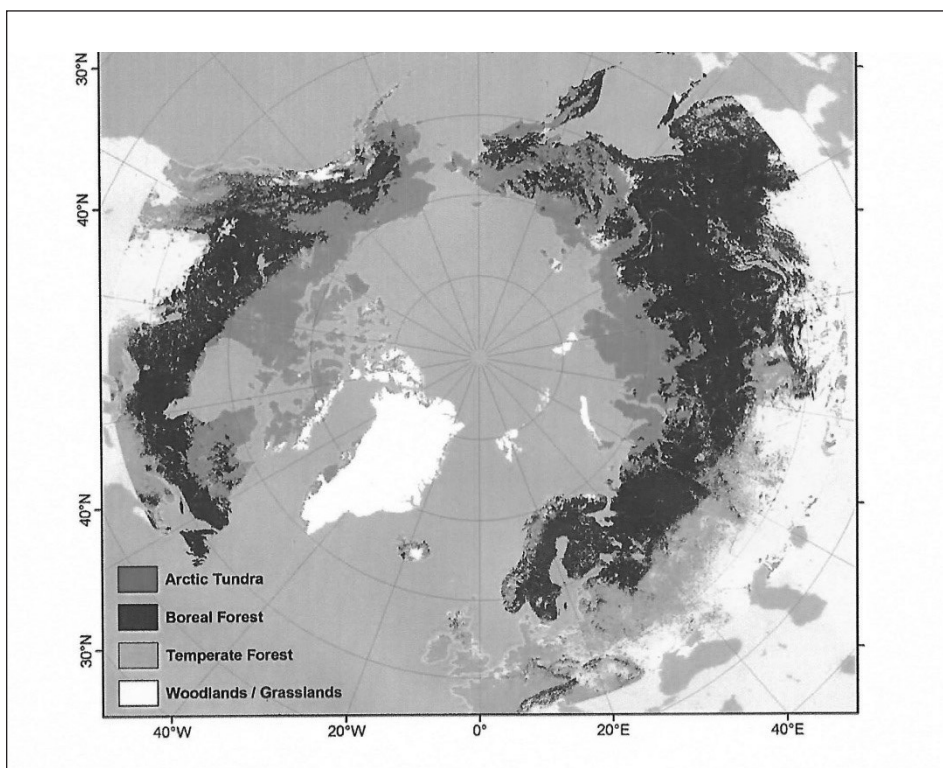 30°N
40°N
40°N
30°N
Arctic Tundra
Boreal Forest
Temperate Forest
Woodlands / Grasslands
40°W
20°W
0°
20°E
40°E